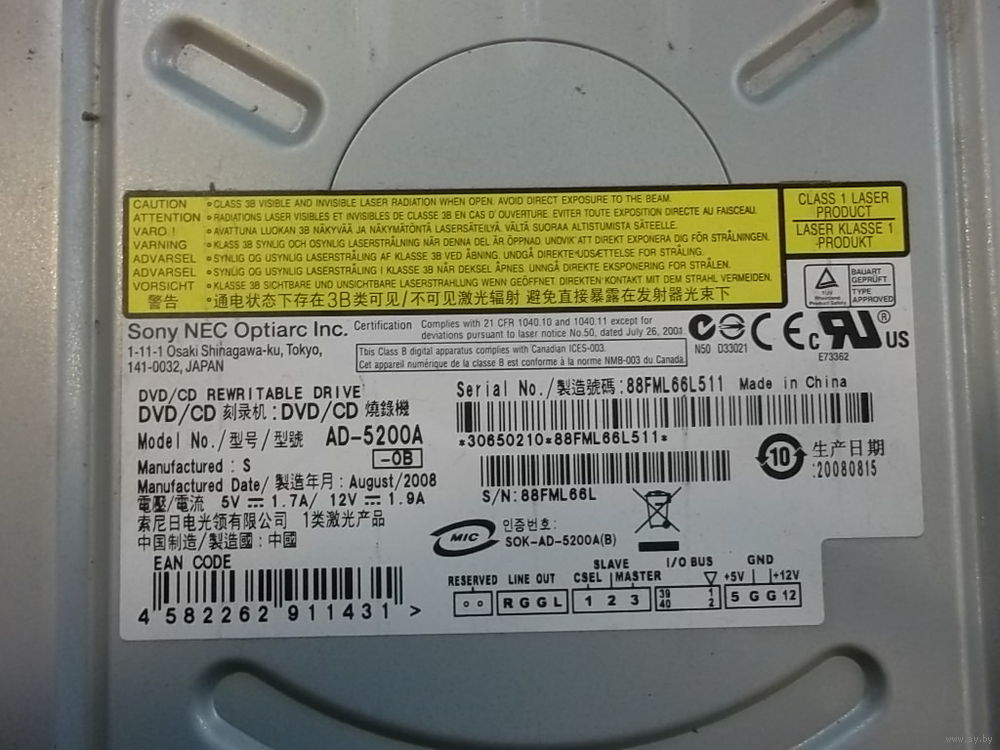 CAUTION ◦ CLASS 3B VISIBLE AND INVISIBLE LASER RADIATION WHEN OPEN. AVOID DIRECT EXPOSURE TO THE BEAM.
ATTENTION ◦ RADIATIONS LASER VISIBLES ET INVISIBLES DE CLASSE 3B EN CAS D'OUVERTURE. EVITER TOUTE EXPOSITION DIRECTE AU FAISCEAU.
VARO ! ◦ AVATTUNA LUOKAN 3B NÄKYVÄÄ JA NÄKYMÄTÖNTÄ LASERSÄTEILYÄ. VÄLTÄ SUORAA ALTISTUMISTA SÄTEELLE.
VARNING ◦ KLASS 3B SYNLIG OCH OSYNLIG LASERSTRÅLNING NÄR DENNA DEL ÄR ÖPPNAD. UNDVIK ATT DIREKT EXPONERA DIG FÖR STRÅLNINGEN.
ADVARSEL ◦ SYNLIG OG USYNLIG LASERSTRÅLING AF KLASSE 3B VED ÅBNING. UNDGÅ DIREKTE UDSÆTTELSE FOR STRÅLING.
ADVARSEL ◦ SYNLIG OG USYNLIG LASERSTRÅLING I KLASSE 3B NÅR DEKSEL ÅPNES. UNNGÅ DIREKTE EKSPONERING FOR STRÅLEN.
VORSICHT ◦ KLASSE 3B SICHTBARE UND UNSICHTBARE LASERSTRAHLUNG, WENN GEÖFFNET. DIREKTEN KONTAKT MIT DEM STRAHL VERMEIDEN.
警告 ◦ 通电状态下存在3B类可见/不可见激光辐射 避免直接暴露在发射器光束下
CLASS 1 LASER
PRODUCT
LASER KLASSE 1
-PRODUKT
TÜV
Rheinland
Product Safety
BAUART
GEPRÜFT
TYPE
APPROVED
Sony NEC Optiarc Inc.
1-11-1 Osaki Shinagawa-ku, Tokyo,
141-0032, JAPAN
Certification Complies with 21 CFR 1040.10 and 1040.11 except for
deviations pursuant to laser notice No.50, dated July 26, 2001.
This Class B digital apparatus complies with Canadian ICES-003.
Cet appareil numérique de la classe B est conforme à la norme NMB-003 du Canada.
N50 D33021
CE
c RU ® US
E73362
DVD/CD REWRITABLE DRIVE
DVD/CD 刻录机 : DVD/CD 燒錄機
Model No./型号/型號 AD-5200A
-0B
Manufactured : S
Manufactured Date/ 製造年月 : August/2008
電壓/電流 5V ⎓ 1.7A/ 12V ⎓ 1.9A
索尼日电光领有限公司 1类激光产品
中国制造/製造國 : 中國
EAN CODE
4 582262 911431 >
Serial No./製造號碼 : 88FML66L511 Made in China
*30650210*88FML66L511*
S/N: 88FML66L
10 生产日期
:20080815
MIC
认证番号:
SOK-AD-5200A(B)
RESERVED LINE OUT SLAVE CSEL MASTER I/O BUS +5V GND +12V
R G G L 1 2 3 39 40 1 2 5 G G 12
www.ay.by